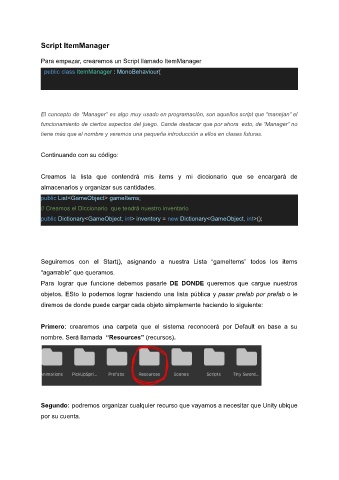 Script ItemManager
Para empezar, crearemos un Script llamado ItemManager
public class ItemManager : MonoBehaviour{
El concepto de "Manager" es algo muy usado en programación, son aquellos script que "manejan" el
funcionamiento de ciertos aspectos del juego. Cande destacar que por ahora esto, de "Manager" no
tiene más que el nombre y veremos una pequeña introducción a ellos en clases futuras.
Continuando con su código:
Creamos la lista que contendrá mis items y mi diccionario que se encargará de
almacenarlos y organizar sus cantidades.
public List<GameObject> gameItems;
// Creamos el Diccionario que tendrá nuestro inventario
public Dictionary<GameObject, int> inventory = new Dictionary<GameObject, int>();
Seguiremos con el Start(), asignando a nuestra Lista "gameItems" todos los items
"agarrable" que queramos.
Para lograr que funcione debemos pasarle DE DONDE queremos que cargue nuestros
objetos. ESto lo podemos lograr haciendo una lista pública y pasar prefab por prefab o le
diremos de donde puede cargar cada objeto simplemente haciendo lo siguiente:
Primero: crearemos una carpeta que el sistema reconocerá por Default en base a su
nombre. Será llamada "Resources" (recursos).
PickUpSpri... Prefabs Resources Scenes Scripts Tiny Swords...
Segundo: podremos organizar cualquier recurso que vayamos a necesitar que Unity ubique
por su cuenta.